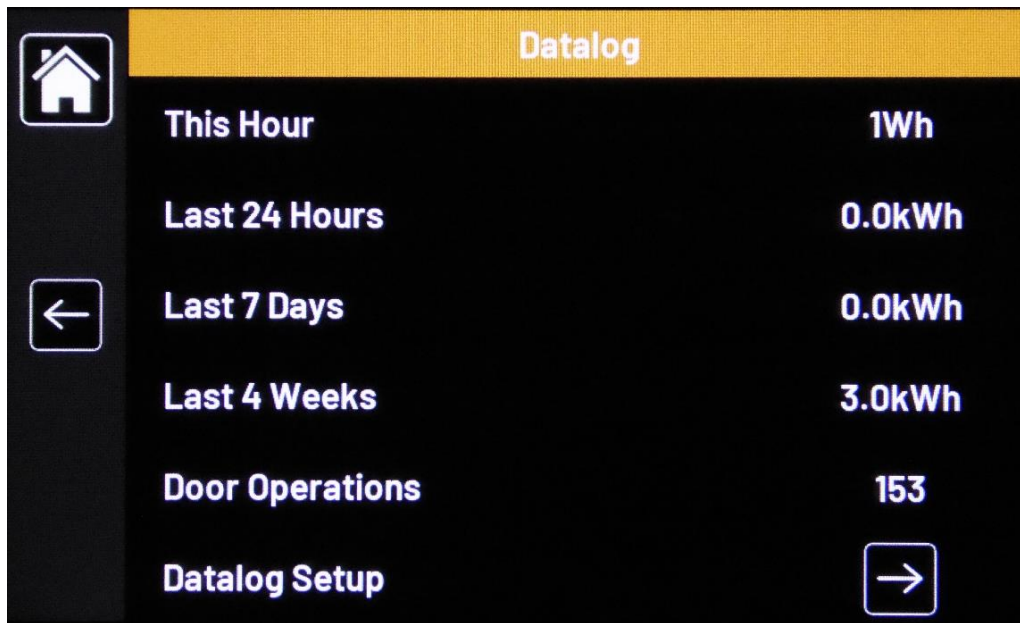 Datalog
This Hour 1Wh
Last 24 Hours 0.0kWh
Last 7 Days 0.0kWh
Last 4 Weeks 3.0kWh
Door Operations 153
Datalog Setup